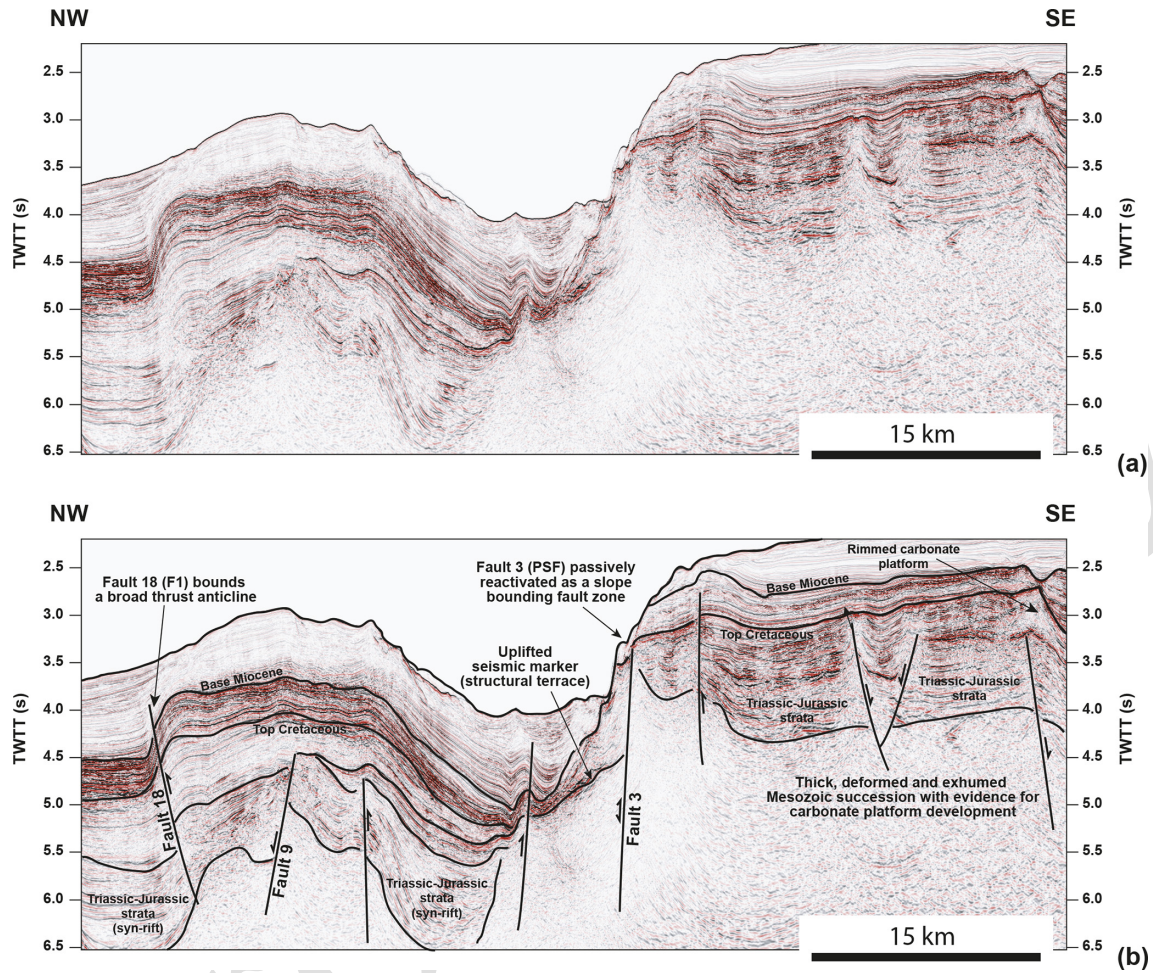 NW SE
2.5 2.5
3.0 3.0
3.5 3.5
4.0 4.0
TWTT (s) TWTT (s)
4.5 4.5
5.0 5.0
5.5 5.5
6.0 6.0
15 km
6.5 6.5
(a)
NW SE
Fault 18 (F1) bounds
a broad thrust anticline
Fault 3 (PSF) passively
reactivated as a slope
bounding fault zone
Rimmed carbonate
platform
2.5 2.5
Base Miocene
3.0 3.0
Top Cretaceous
Uplifted
seismic marker
(structural terrace)
3.5 3.5
Base Miocene
Triassic-Jurassic
strata
Triassic-Jurassic
strata
4.0 4.0
Top Cretaceous
TWTT (s) TWTT (s)
4.5 4.5
Thick, deformed and exhumed
Mesozoic succession with evidence for
carbonate platform development
5.0 5.0
Fault 18
Fault 9
Fault 3
5.5 5.5
Triassic-Jurassic
strata
(syn-rift)
Triassic-Jurassic
strata
(syn-rift)
6.0 6.0
15 km
6.5 6.5
(b)